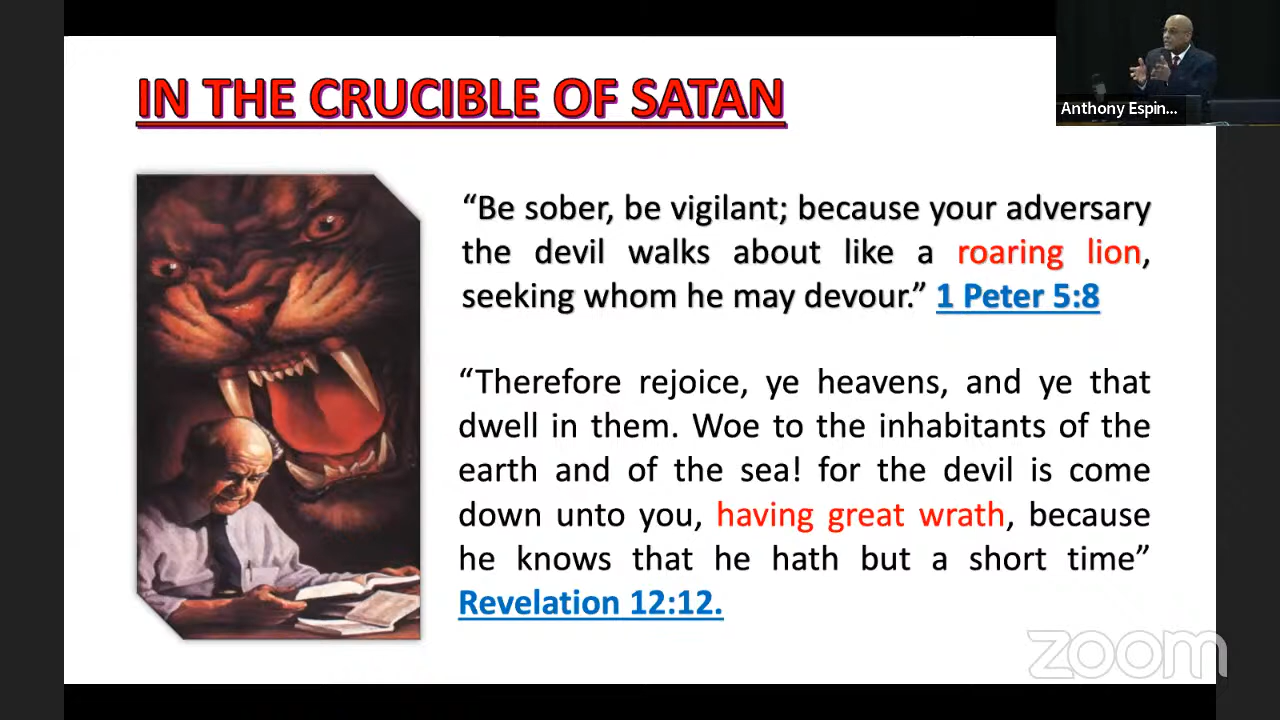 IN THE CRUCIBLE OF SATAN
Anthony Espin...
“Be sober, be vigilant; because your adversary
the devil walks about like a roaring lion,
seeking whom he may devour.” 1 Peter 5:8
“Therefore rejoice, ye heavens, and ye that
dwell in them. Woe to the inhabitants of the
earth and of the sea! for the devil is come
down unto you, having great wrath, because
he knows that he hath but a short time”
Revelation 12:12.
zoom